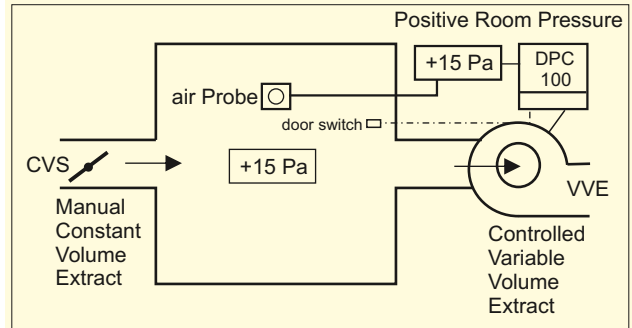 Positive Room Pressure
+15 Pa
DPC
100
air Probe
door switch
CVS
+15 Pa
VVE
Manual
Constant
Volume
Extract
Controlled
Variable
Volume
Extract